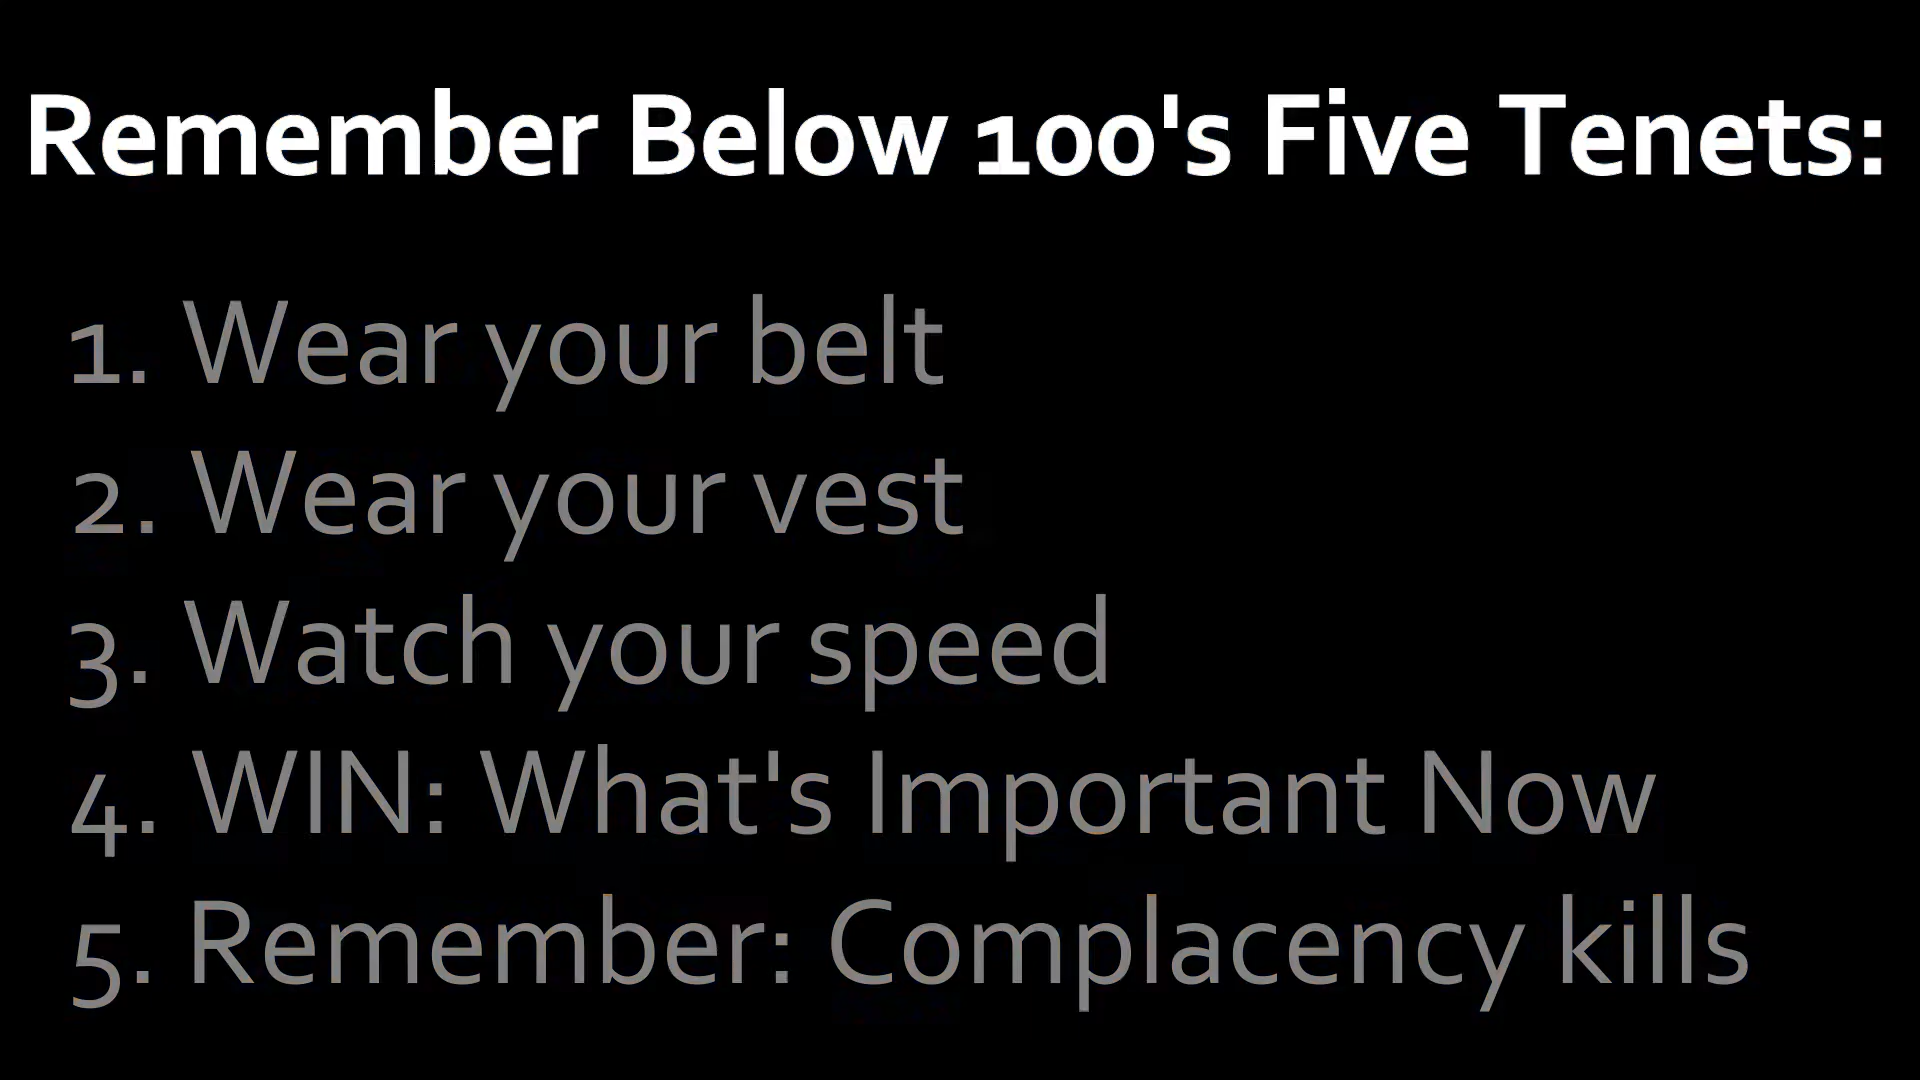 Remember Below 100's Five Tenets:
1. Wear your belt
2. Wear your vest
3. Watch your speed
4. WIN: What's Important Now
5. Remember: Complacency kills